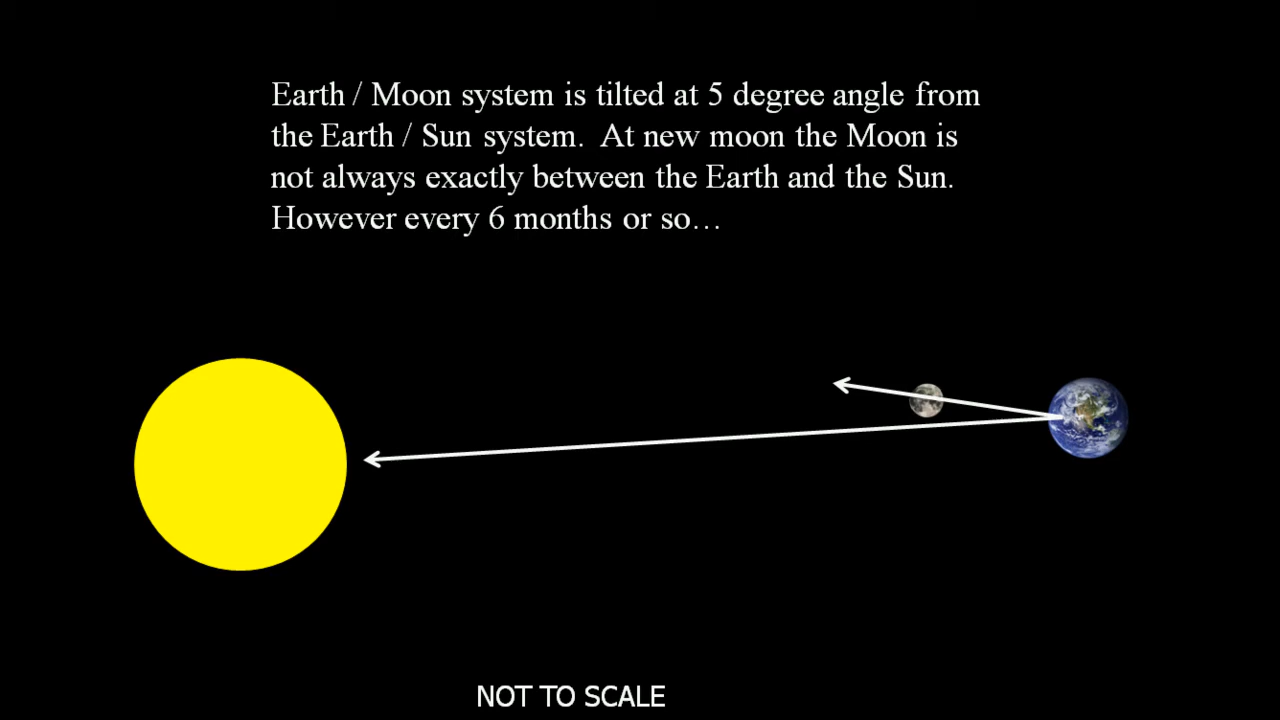 Earth / Moon system is tilted at 5 degree angle from
the Earth / Sun system.  At new moon the Moon is
not always exactly between the Earth and the Sun.
However every 6 months or so…
NOT TO SCALE